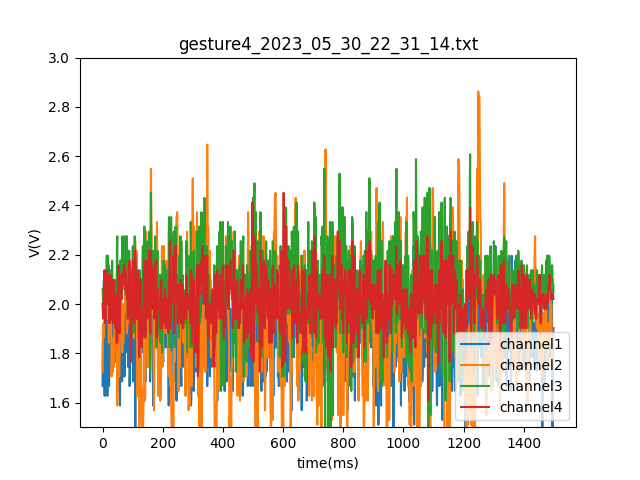 gesture4_2023_05_30_22_31_14.txt
V(V)
3.0
2.8
2.6
2.4
2.2
2.0
1.8
1.6
channel1
channel2
channel3
channel4
0 200 400 600 800 1000 1200 1400
time(ms)